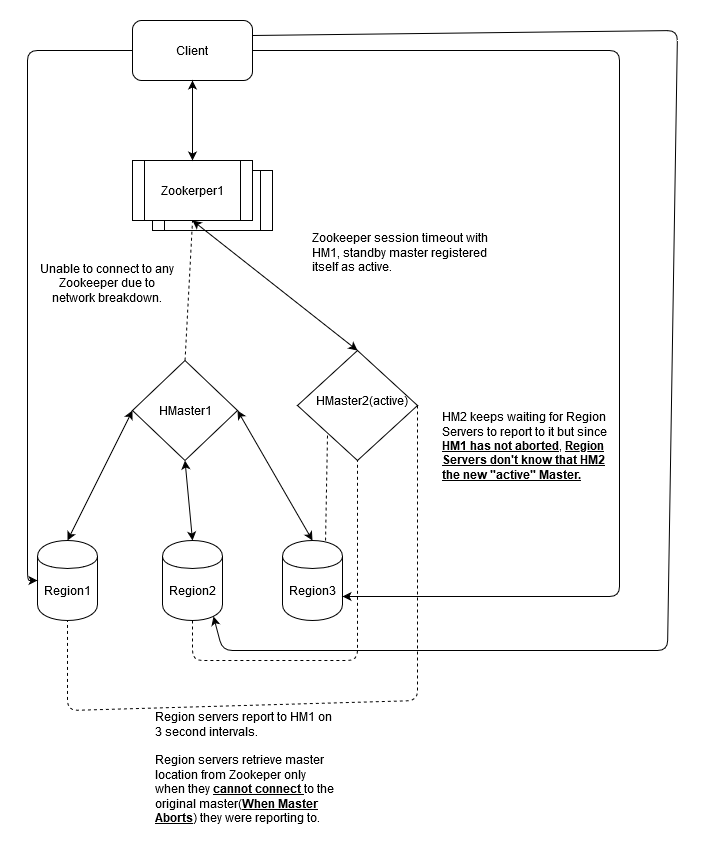 Client
Zookerper1
Zookeeper session timeout with
HM1, standby master registered
itself as active.
Unable to connect to any
Zookeeper due to
network breakdown.
HMaster1
HMaster2(active)
HM2 keeps waiting for Region
Servers to report to it but since
HM1 has not aborted, Region
Servers don't know that HM2
the new "active" Master.
Region1
Region2
Region3
Region servers report to HM1 on
3 second intervals.
Region servers retrieve master
location from Zookeper only
when they cannot connect to the
original master(When Master
Aborts) they were reporting to.